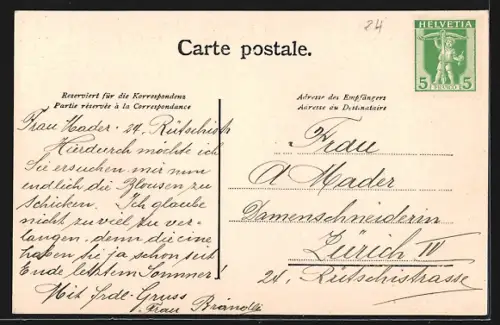 24
HELVETIA
5 FRANCO 5
Carte postale.
Reserviert für die Korrespondenz
Partie réservée à la Correspondance
Adresse des Empfängers
Adresse du Destinataire
Frau Mader. 24. Rütschistr
Hierdurch möchte ich
Sie ersuchen mir nun
endlich die Blousen zu
schicken. Ich glaube
nicht zu viel zu ver-
langen, denn die eine
haben Sie ja schon seit
Ende letztem Sommer!
Mit frdl. Gruss
Frau
Frau
A Mader
Damenschneiderin
Zürich IV
24. Rütschistrasse